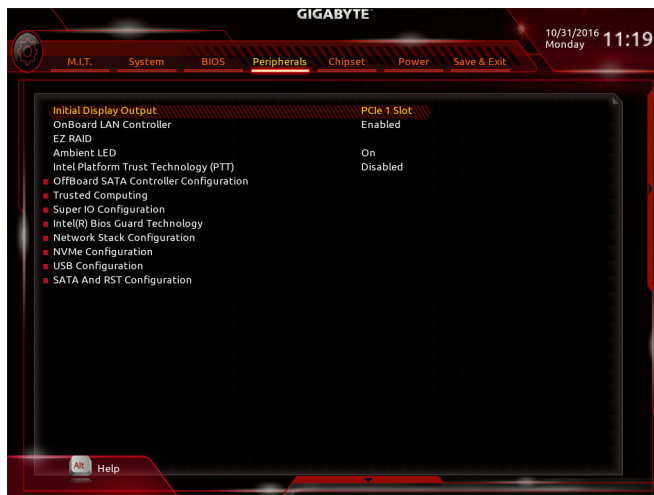 GIGABYTE™
10/31/2016
Monday
11:19
M.I.T. System BIOS Peripherals Chipset Power Save & Exit
Initial Display Output PCIe 1 Slot
OnBoard LAN Controller Enabled
EZ RAID
Ambient LED On
Intel Platform Trust Technology (PTT) Disabled
OffBoard SATA Controller Configuration
Trusted Computing
Super IO Configuration
Intel(R) Bios Guard Technology
Network Stack Configuration
NVMe Configuration
USB Configuration
SATA And RST Configuration
Alt Help